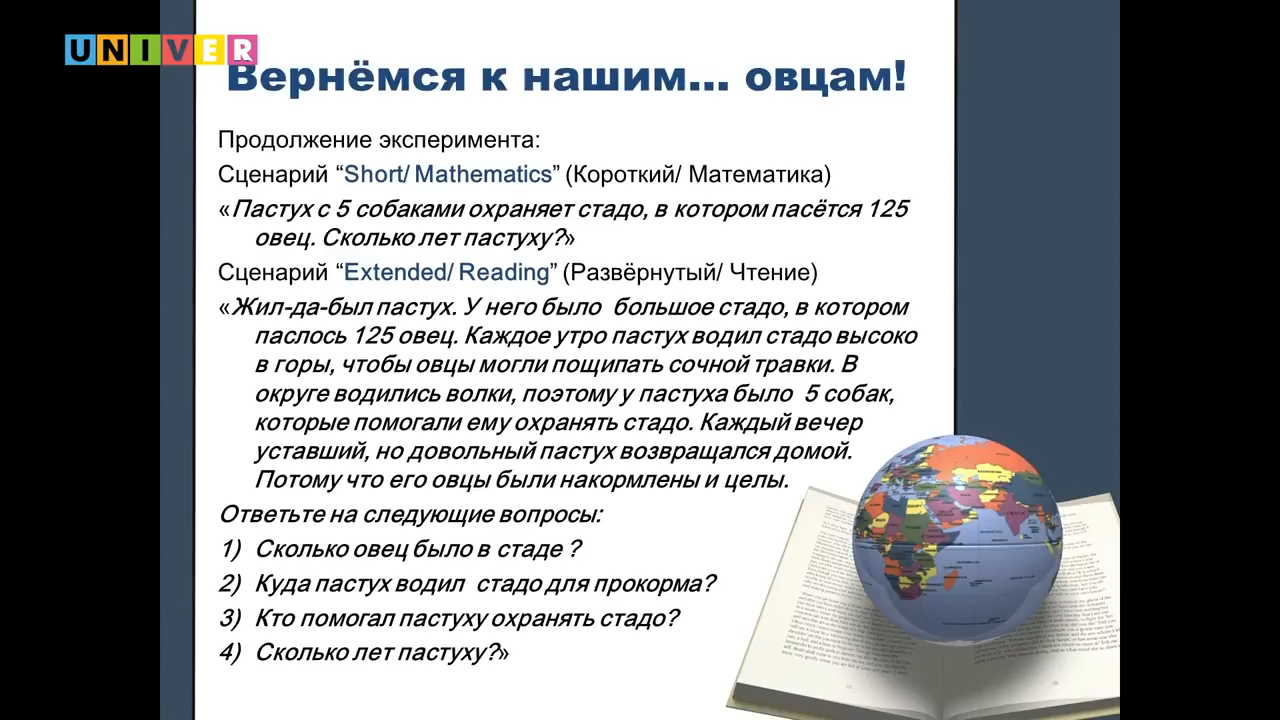 UNIVER
Вернёмся к нашим... овцам!
Продолжение эксперимента:
Сценарий “Short/ Mathematics” (Короткий/ Математика)
«Пастух с 5 собаками охраняет стадо, в котором пасётся 125
овец. Сколько лет пастуху?»
Сценарий “Extended/ Reading” (Развёрнутый/ Чтение)
«Жил-да-был пастух. У него было большое стадо, в котором
паслось 125 овец. Каждое утро пастух водил стадо высоко
в горы, чтобы овцы могли пощипать сочной травки. В
округе водились волки, поэтому у пастуха было 5 собак,
которые помогали ему охранять стадо. Каждый вечер
уставший, но довольный пастух возвращался домой.
Потому что его овцы были накормлены и целы.
Ответьте на следующие вопросы:
1) Сколько овец было в стаде ?
2) Куда пастух водил стадо для прокорма?
3) Кто помогал пастуху охранять стадо?
4) Сколько лет пастуху?»